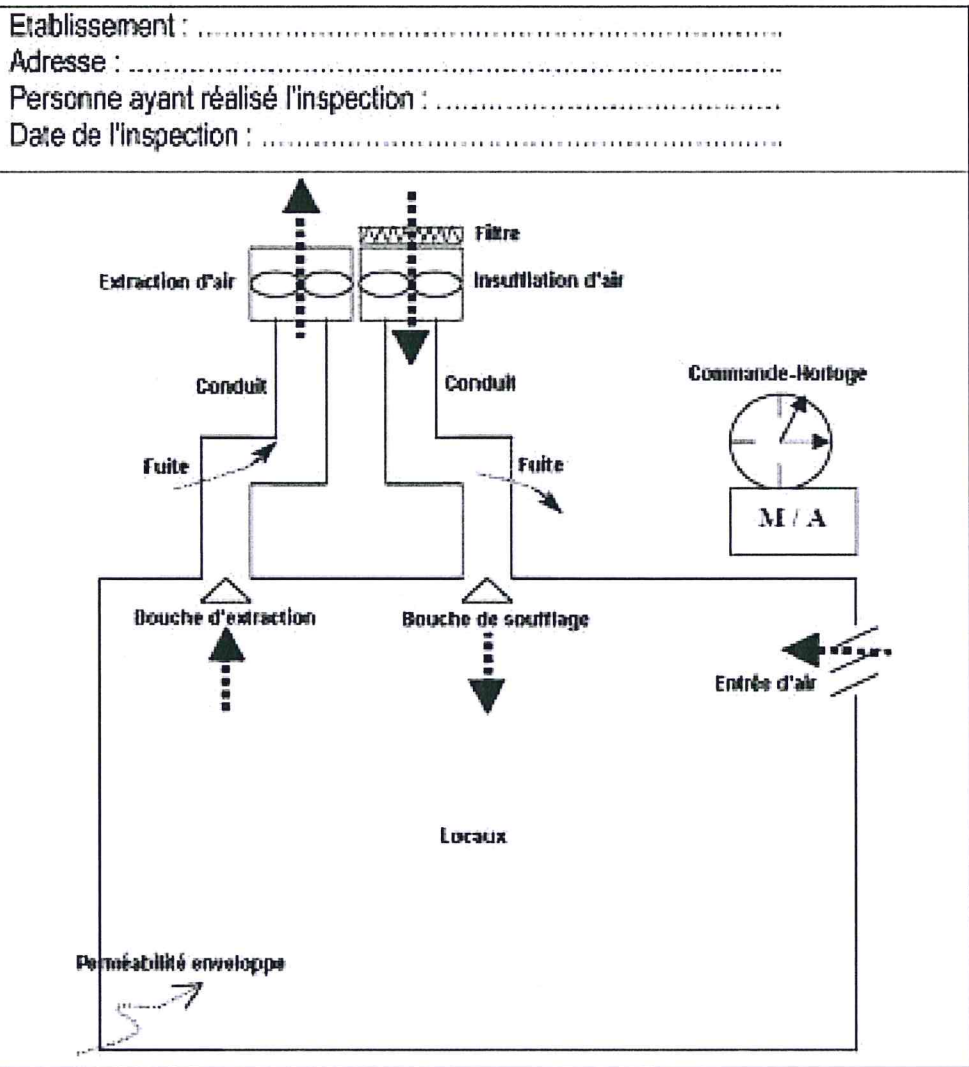 Etablissement : ................................................
Adresse : ................................................
Personne ayant réalisé l'inspection : ................................
Date de l'inspection : ................................................
Filtre
Extraction d'air
Insufflation d'air
Conduit
Conduit
Commande-Horloge
Fuite
Fuite
M / A
Bouche d'extraction
Bouche de soufflage
Entrée d'air
Locaux
Perméabilité enveloppe